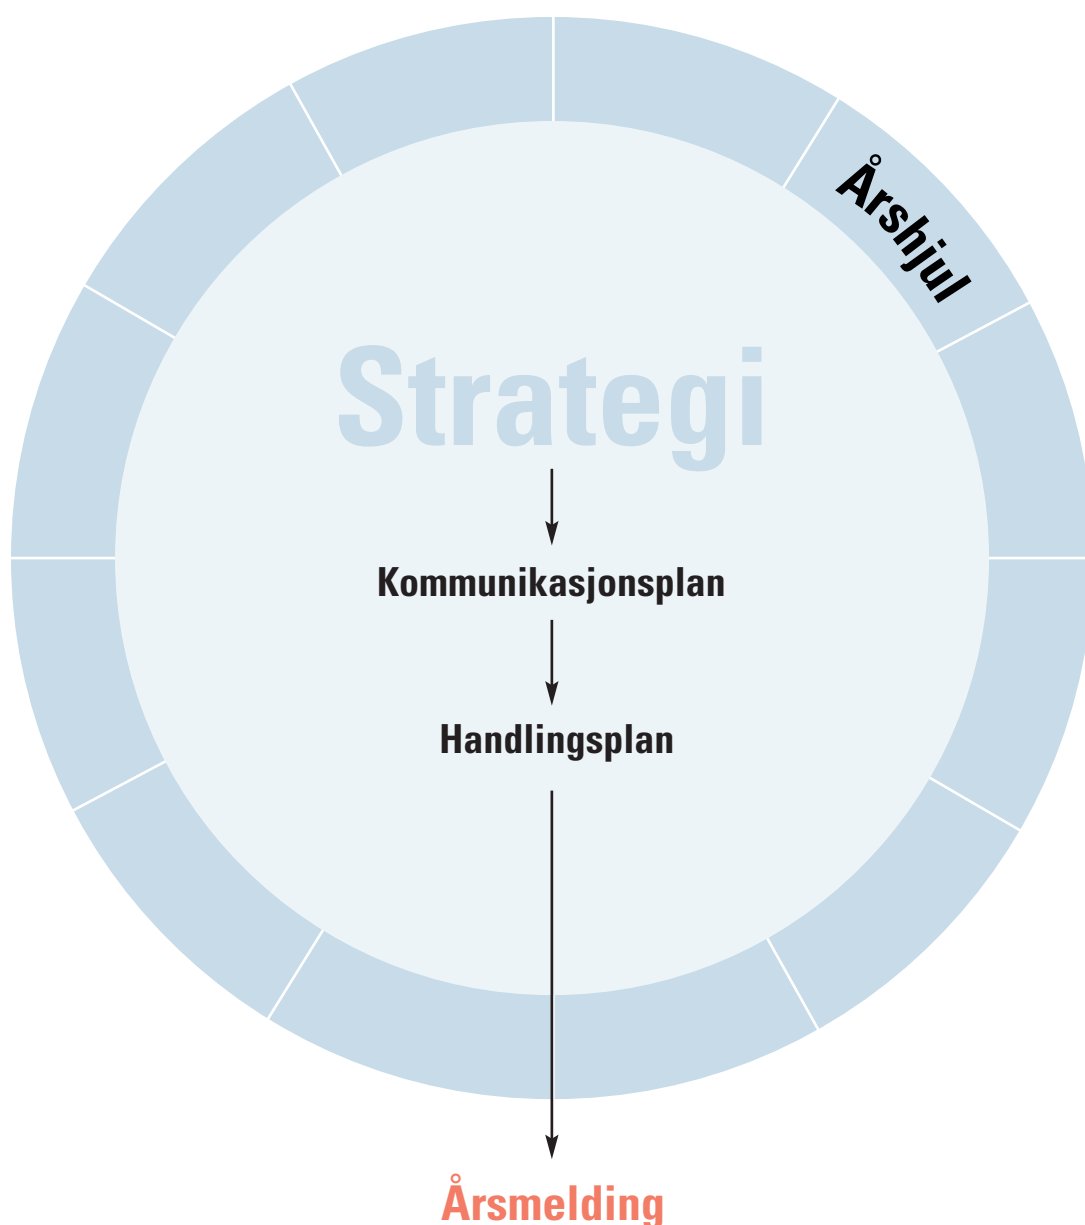 Årshjul
Strategi
Kommunikasjonsplan
Handlingsplan
Årsmelding